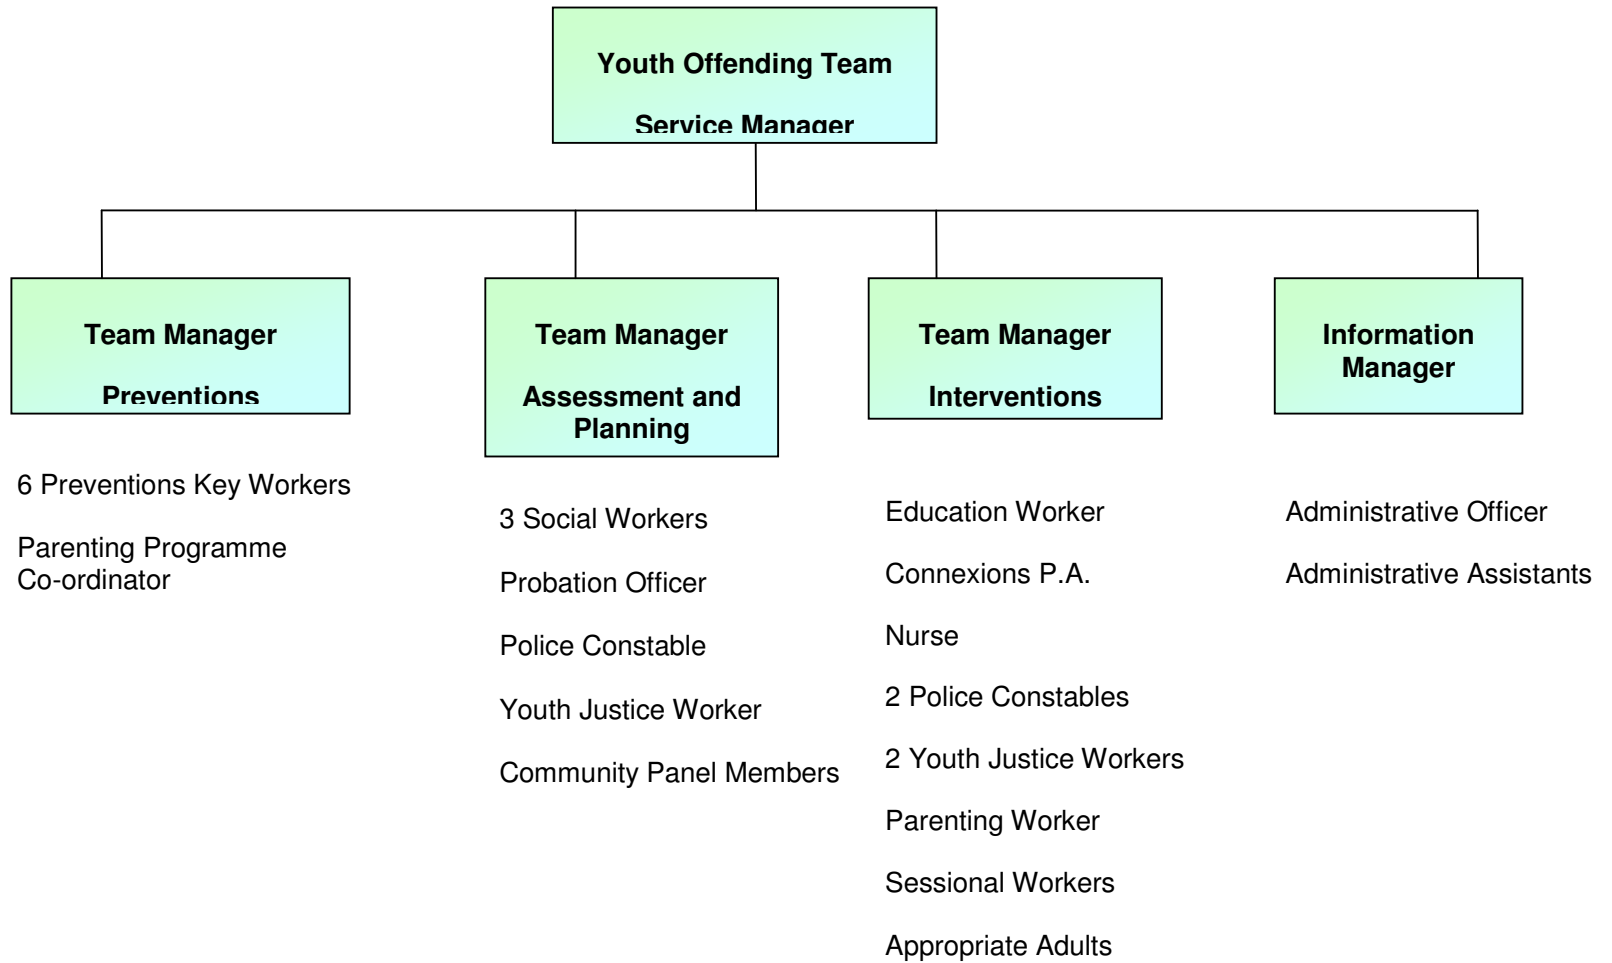 Youth Offending Team
Service Manager
Team Manager
Preventions
Team Manager
Assessment and
Planning
Team Manager
Interventions
Information
Manager
6 Preventions Key Workers
Parenting Programme
Co-ordinator
3 Social Workers
Probation Officer
Police Constable
Youth Justice Worker
Community Panel Members
Education Worker
Connexions P.A.
Nurse
2 Police Constables
2 Youth Justice Workers
Parenting Worker
Sessional Workers
Appropriate Adults
Administrative Officer
Administrative Assistants